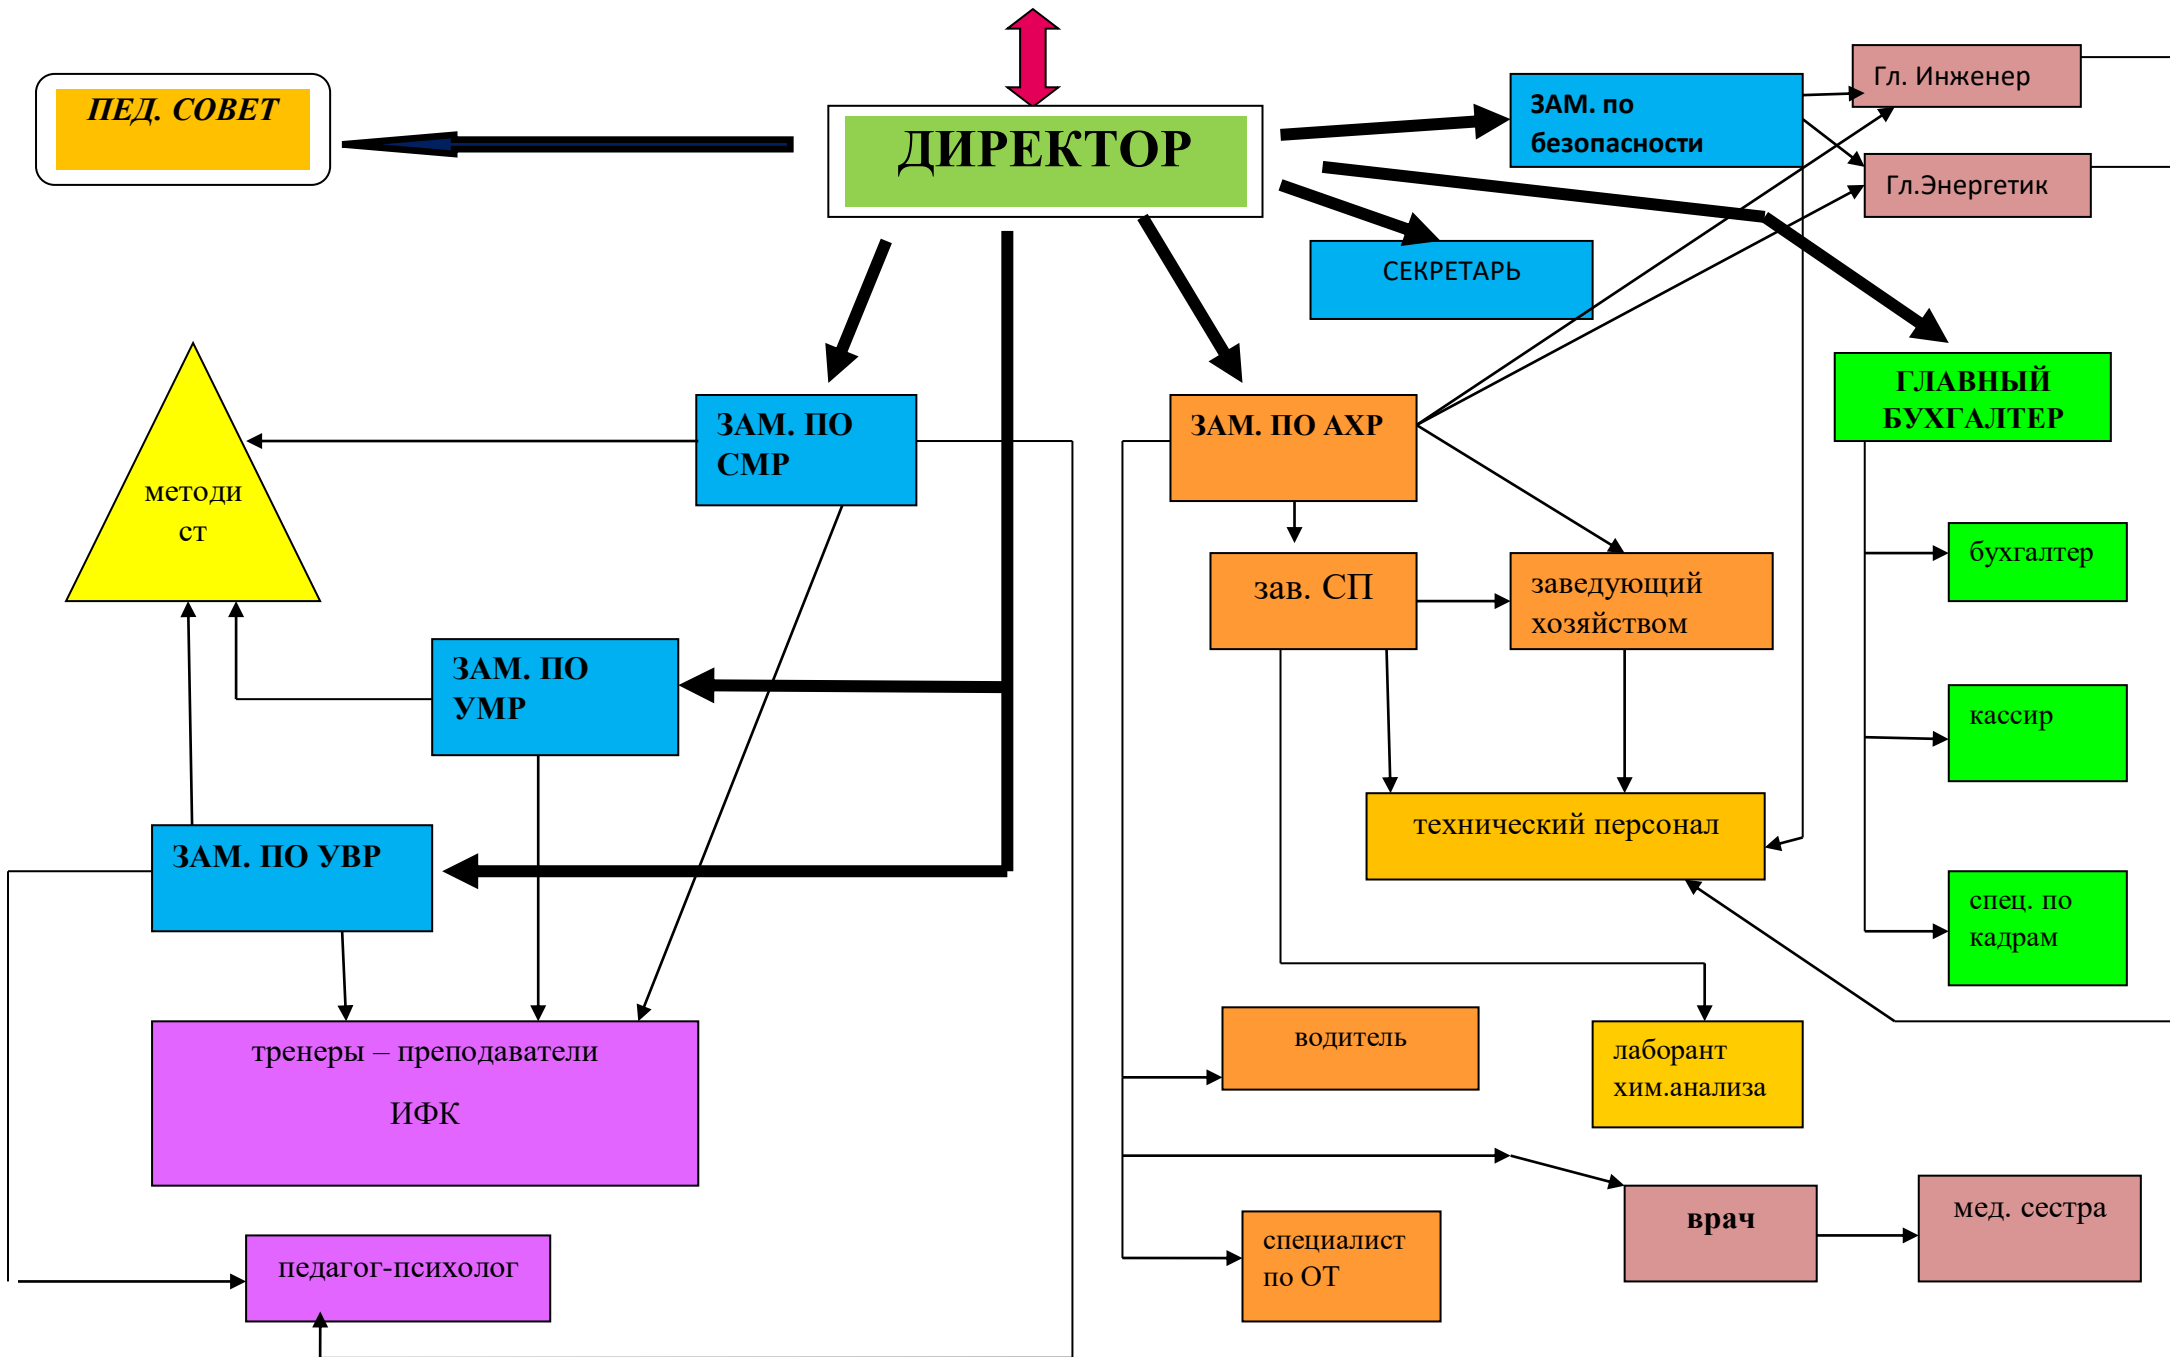 ПЕД. СОВЕТ
ДИРЕКТОР
ЗАМ. по
безопасности
Гл. Инженер
Гл.Энергетик
СЕКРЕТАРЬ
ГЛАВНЫЙ
БУХГАЛТЕР
ЗАМ. ПО
СМР
ЗАМ. ПО АХР
методи
ст
зав. СП
заведующий
хозяйством
бухгалтер
ЗАМ. ПО
УМР
кассир
технический персонал
ЗАМ. ПО УВР
спец. по
кадрам
тренеры – преподаватели
ИФК
водитель
лаборант
хим.анализа
врач
мед. сестра
педагог-психолог
специалист
по ОТ